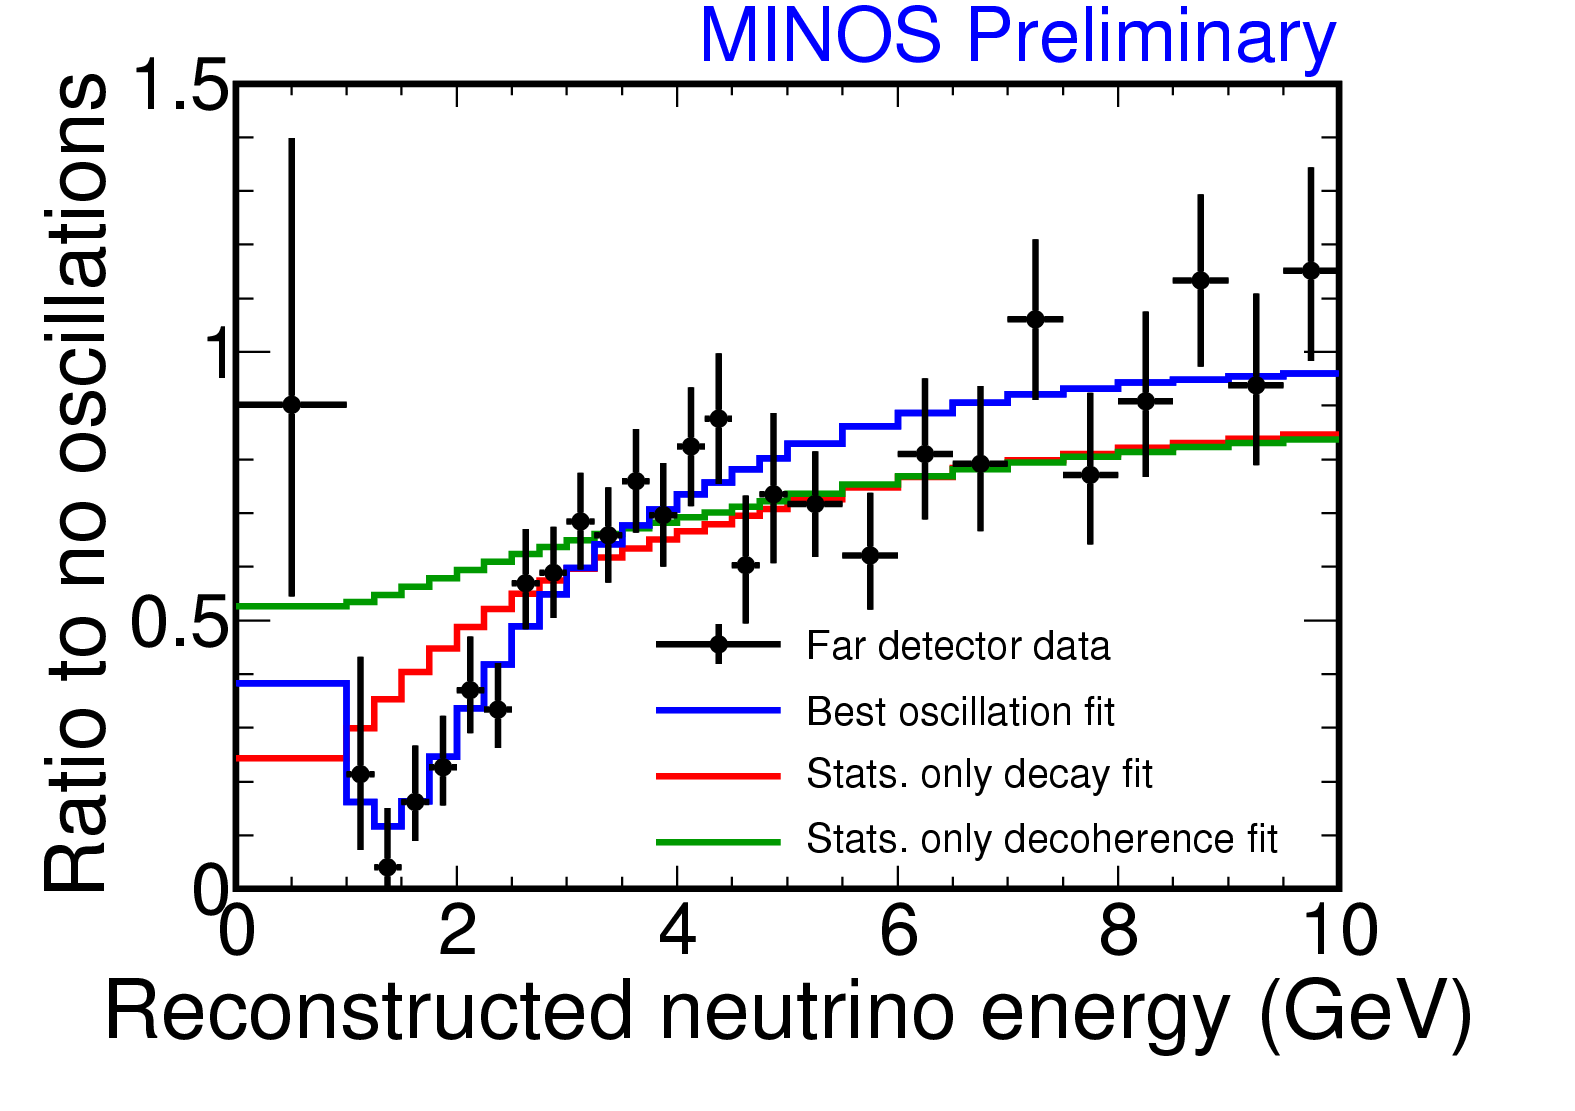 MINOS Preliminary
Ratio to no oscillations
1.5
1
0.5
0
Far detector data
Best oscillation fit
Stats. only decay fit
Stats. only decoherence fit
0 2 4 6 8 10
Reconstructed neutrino energy (GeV)